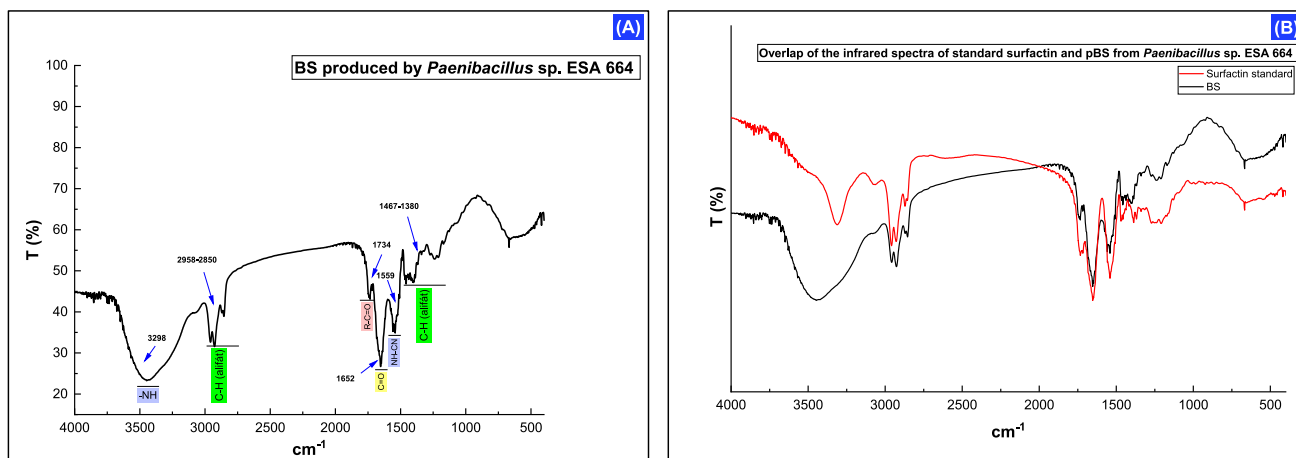 (A)
BS produced by Paenibacillus sp. ESA 664
100
90
80
70
60
50
40
30
20
T (%)
1467-1380
1734
2958-2850
1559
3298
1652
-NH
C-H (alifát)
R-C=O
C=O
NH-CN
C-H (alifát)
4000 3500 3000 2500 2000 1500 1000 500
cm-1
(B)
Overlap of the infrared spectra of standard surfactin and pBS from Paenibacillus sp. ESA 664
Surfactin standard
BS
T (%)
4000 3500 3000 2500 2000 1500 1000 500
cm-1